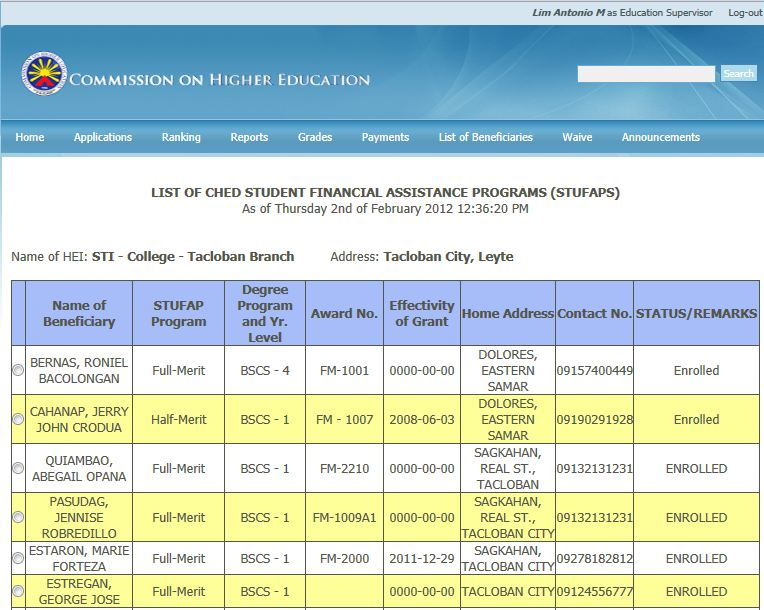 Lim Antonio M as Education Supervisor Log-out
COMMISSION ON HIGHER EDUCATION
Search
Home Applications Ranking Reports Grades Payments List of Beneficiaries Waive Announcements
LIST OF CHED STUDENT FINANCIAL ASSISTANCE PROGRAMS (STUFAPS)
As of Thursday 2nd of February 2012 12:36:20 PM
Name of HEI: STI - College - Tacloban Branch Address: Tacloban City, Leyte
Name of Beneficiary STUFAP Program Degree Program and Yr. Level Award No. Effectivity of Grant Home Address Contact No. STATUS/REMARKS
BERNAS, RONIEL BACOLONGAN Full-Merit BSCS - 4 FM-1001 0000-00-00 DOLORES, EASTERN SAMAR 09157400449 Enrolled
CAHANAP, JERRY JOHN CRODUA Half-Merit BSCS - 1 FM - 1007 2008-06-03 DOLORES, EASTERN SAMAR 09190291928 Enrolled
QUIAMBAO, ABEGAIL OPANA Full-Merit BSCS - 1 FM-2210 0000-00-00 SAGKAHAN, REAL ST., TACLOBAN 09132131231 ENROLLED
PASUDAG, JENNISE ROBREDILLO Full-Merit BSCS - 1 FM-1009A1 0000-00-00 SAGKAHAN, REAL ST., TACLOBAN CITY 09132131231 ENROLLED
ESTARON, MARIE FORTEZA Full-Merit BSCS - 1 FM-2000 2011-12-29 SAGKAHAN, TACLOBAN CITY 09278182812 ENROLLED
ESTREGAN, GEORGE JOSE Full-Merit BSCS - 1 0000-00-00 TACLOBAN CITY 09124556777 ENROLLED